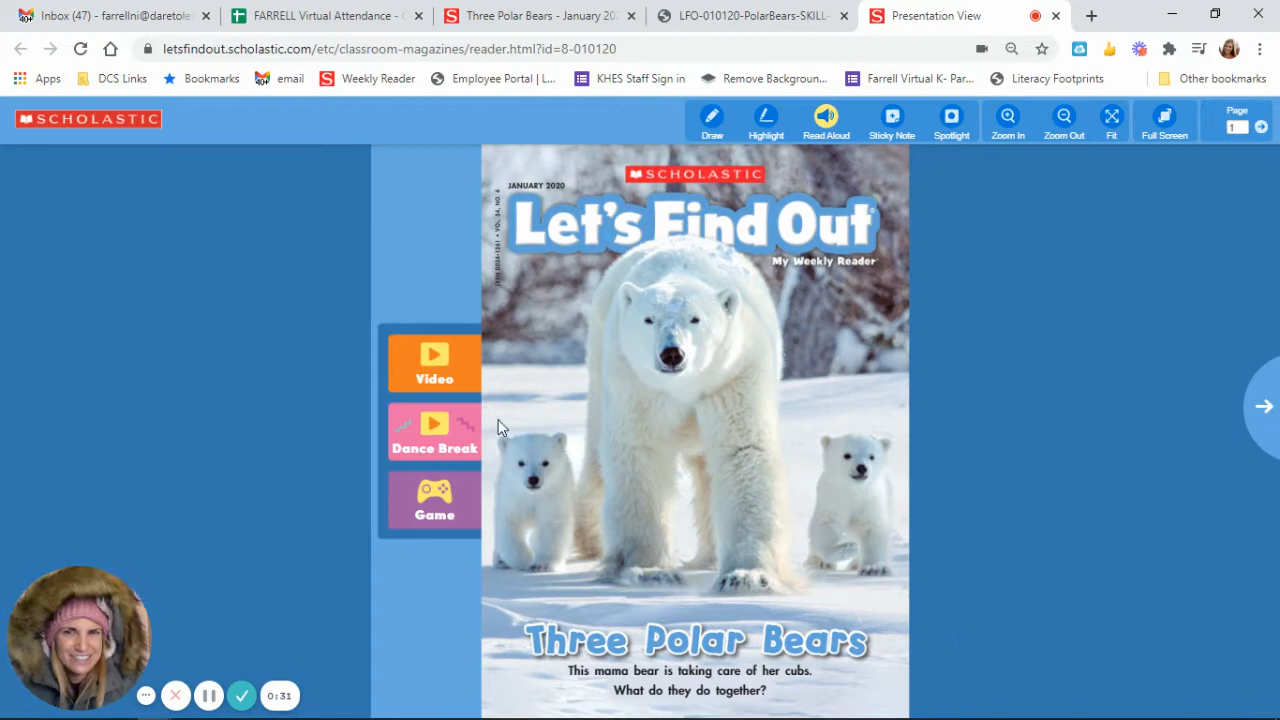 Inbox (47) - farrellni@daretole
FARRELL Virtual Attendance - G
Three Polar Bears - January 202
LFO-010120-PolarBears-SKILL-
Presentation View
letsfindout.scholastic.com/etc/classroom-magazines/reader.html?id=8-010120
Apps
DCS Links
Bookmarks
email
Weekly Reader
Employee Portal | L...
KHES Staff Sign in
Remove Backgroun...
Farrell Virtual K- Par...
Literacy Footprints
Other bookmarks
SCHOLASTIC
Draw
Highlight
Read Aloud
Sticky Note
Spotlight
Zoom In
Zoom Out
Fit
Full Screen
Page
1
SCHOLASTIC
JANUARY 2020
Let's Find Out
My Weekly Reader
Video
Dance Break
Game
Three Polar Bears
This mama bear is taking care of her cubs.
What do they do together?
0:31